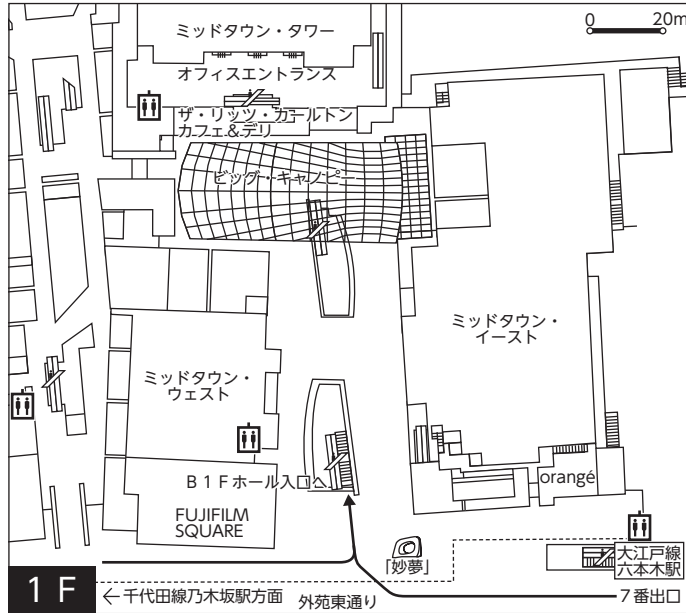 0 20m
ミッドタウン・タワー
オフィスエントランス
ザ・リッツ・カールトン
カフェ＆デリ
ビッグ・キャノピー
ミッドタウン・
イースト
ミッドタウン・
ウェスト
B1Fホール入口へ
FUJIFILM
SQUARE
orangé
「妙夢」
大江戸線
六本木駅
1F
←千代田線乃木坂駅方面
外苑東通り
7番出口